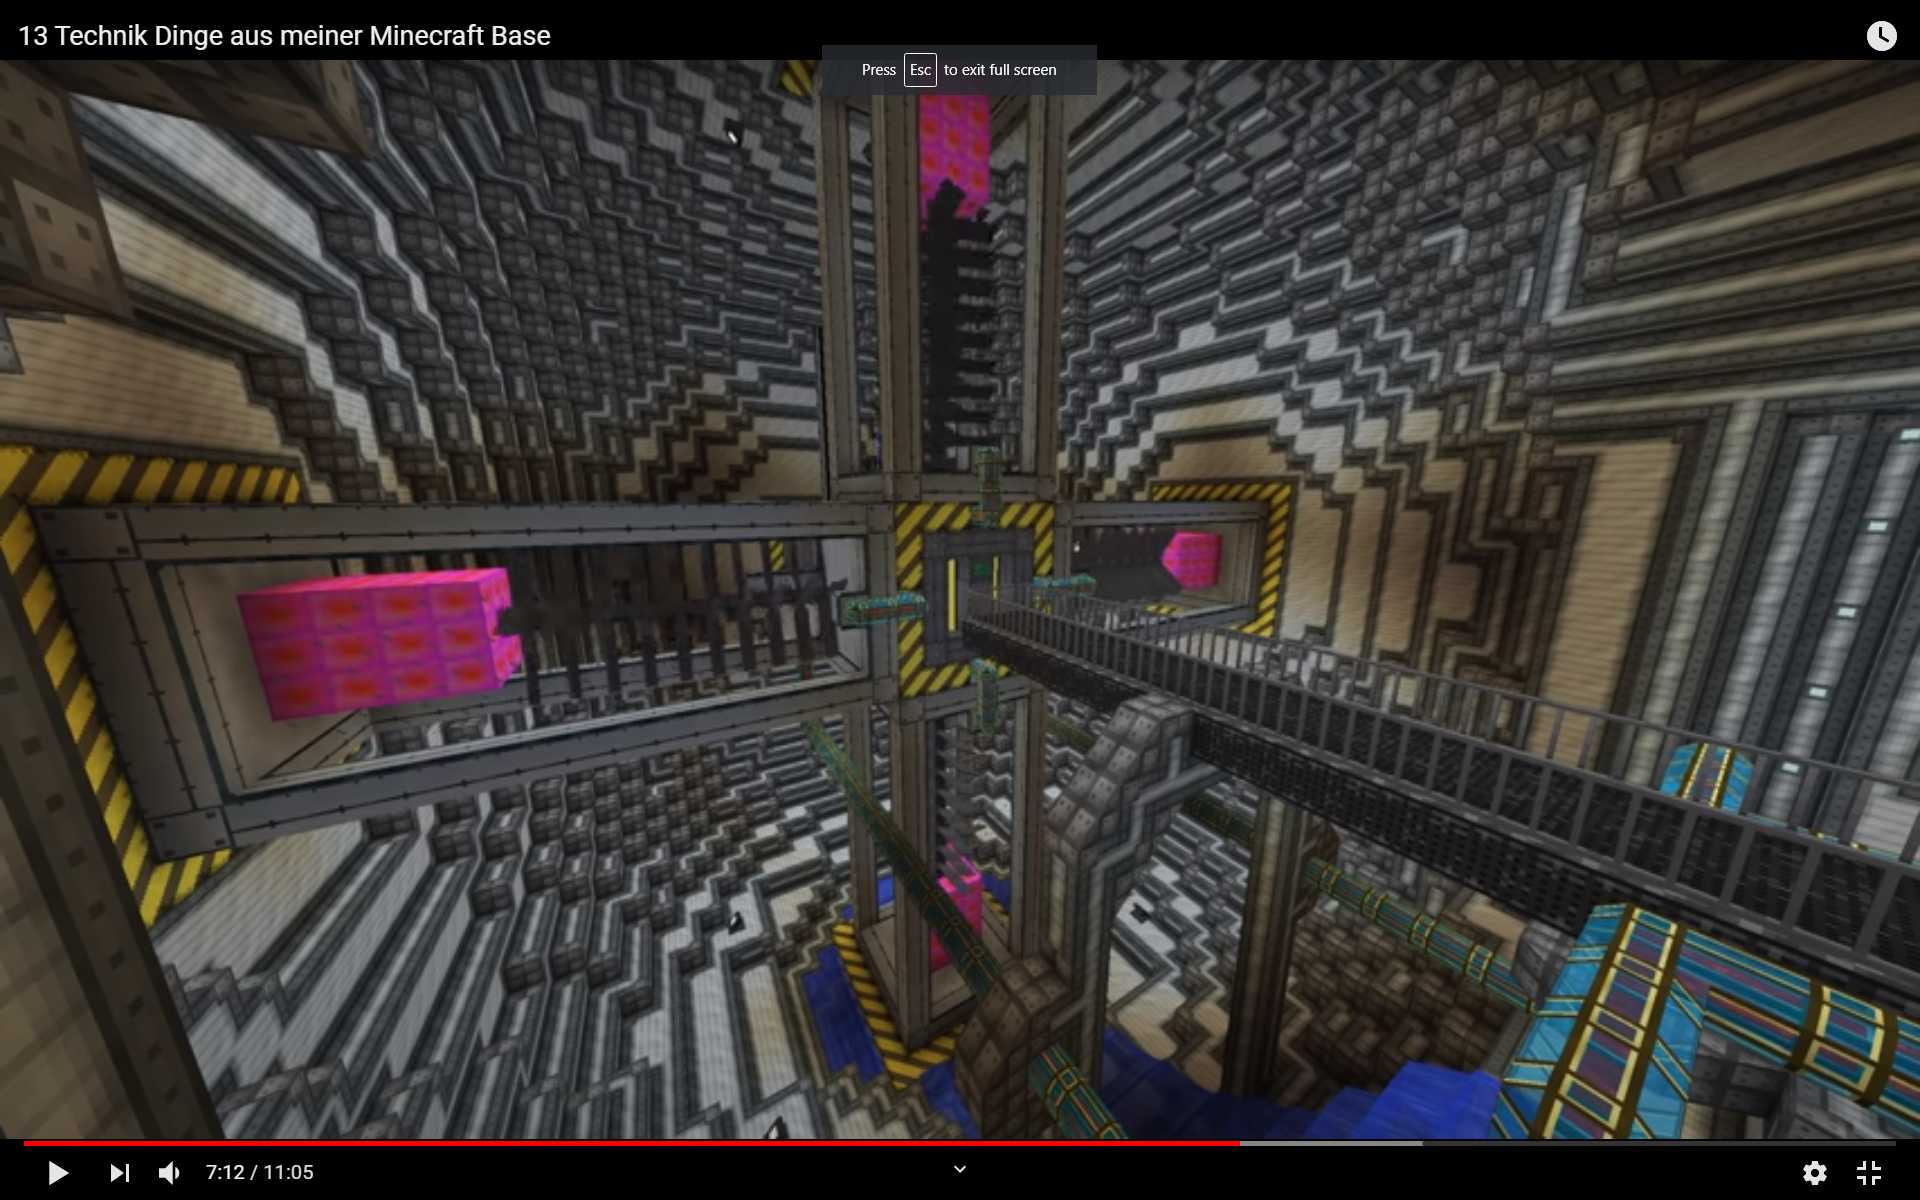 13 Technik Dinge aus meiner Minecraft Base
Press Esc to exit full screen
7:12 / 11:05